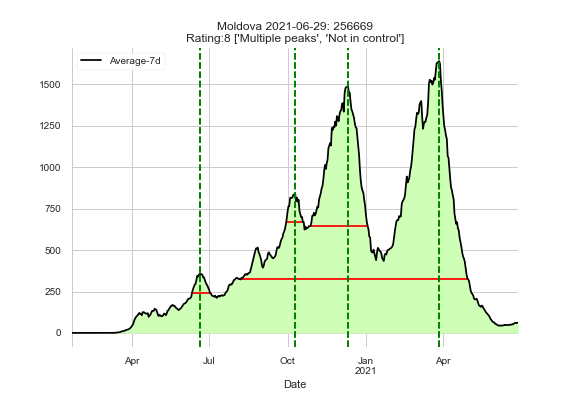 Moldova 2021-06-29: 256669
Rating:8 ['Multiple peaks', 'Not in control']
Average-7d
1500
1250
1000
750
500
250
0
Apr
Jul
Oct
Jan
2021
Apr
Date